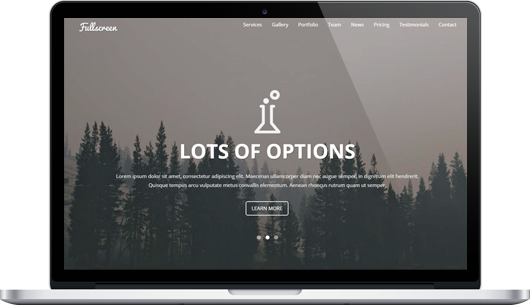 Fullscreen
Services Gallery Portfolio Team News Pricing Testimonials Contact
LOTS OF OPTIONS
Lorem ipsum dolor sit amet, consectetur adipiscing elit. Maecenas ullamcorper diam nec augue semper, in dignitum elit hendrerit.
Quisque tempus arcu vulputate metus convallis elementum. Aenean rhoncus rutrum quam ut semper.
LEARN MORE